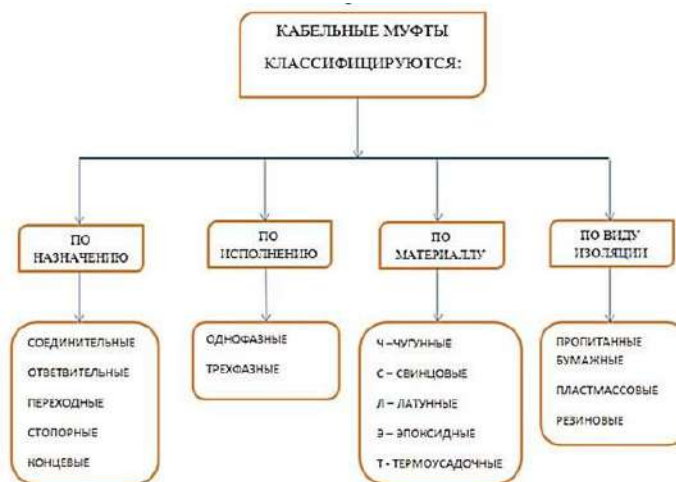 КАБЕЛЬНЫЕ МУФТЫ
КЛАССИФИЦИРУЮТСЯ:
ПО
НАЗНАЧЕНИЮ
ПО
ИСПОЛНЕНИЮ
ПО
МАТЕРИАЛЛУ
ПО ВИДУ
ИЗОЛЯЦИИ
СОЕДИНИТЕЛЬНЫЕ
ОТВЕТВИТЕЛЬНЫЕ
ПЕРЕХОДНЫЕ
СТОПОРНЫЕ
КОНЦЕВЫЕ
ОДНОФАЗНЫЕ
ТРЕХФАЗНЫЕ
Ч – ЧУГУННЫЕ
С – СВИНЦОВЫЕ
Л – ЛАТУННЫЕ
Э – ЭПОКСИДНЫЕ
Т - ТЕРМОУСАДОЧНЫЕ
ПРОПИТАННЫЕ
БУМАЖНЫЕ
ПЛАСТМАССОВЫЕ
РЕЗИНОВЫЕ